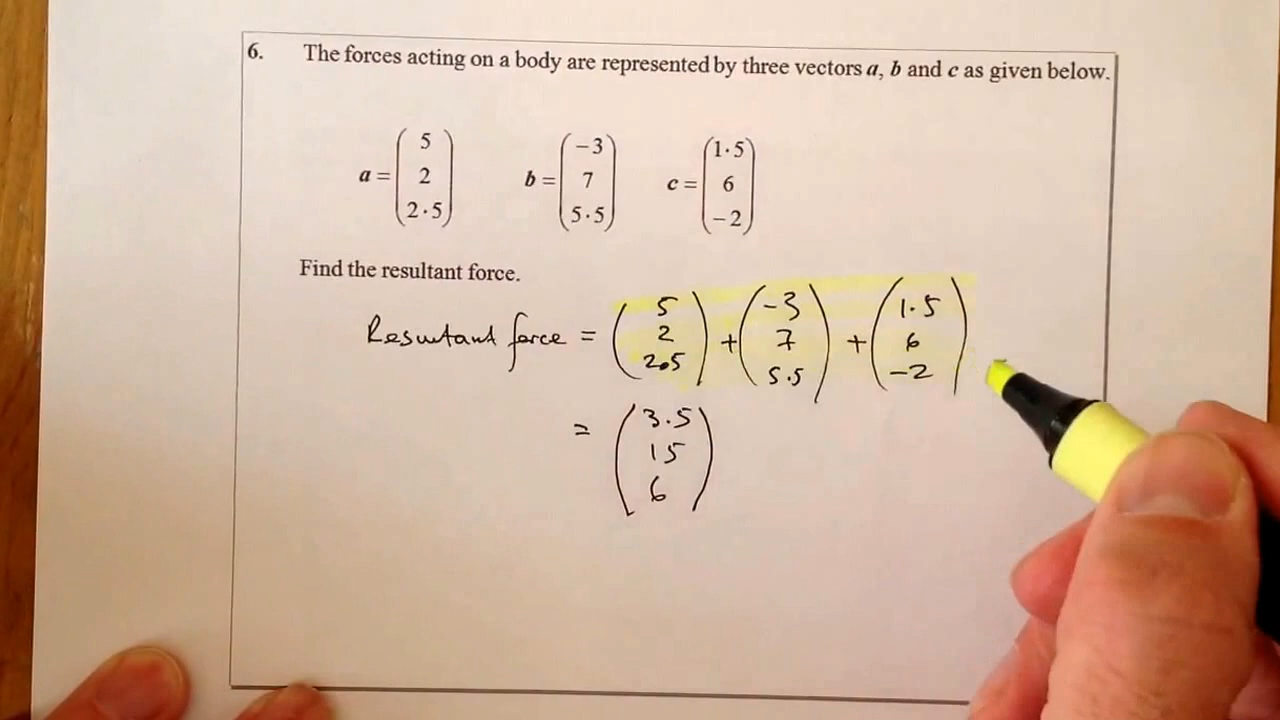 6. The forces acting on a body are represented by three vectors a, b and c as given below.
a = ( 5 2 2·5 ) b = ( −3 7 5·5 ) c = ( 1·5 6 −2 )
Find the resultant force.
Resultant force = ( 5 2 2.5 ) + ( -3 7 5.5 ) + ( 1.5 6 -2 )
= ( 3.5 15 6 )